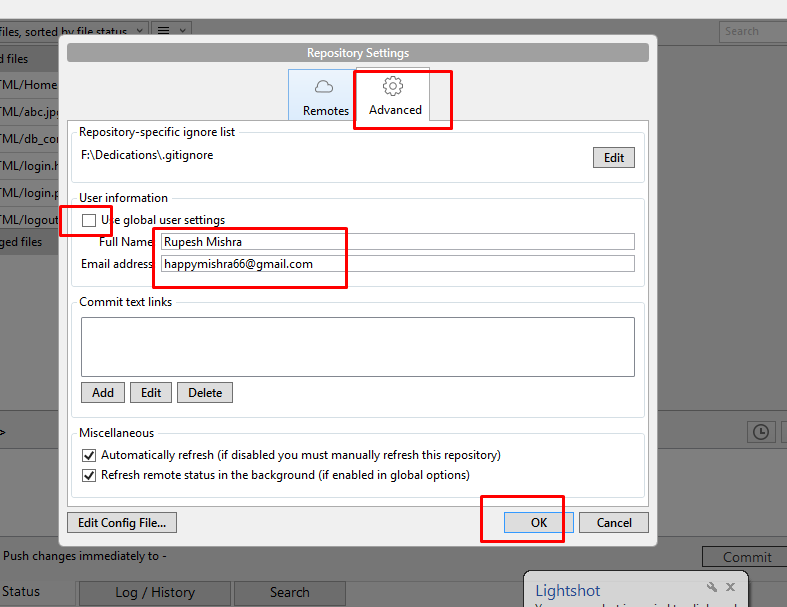 files, sorted by file status
Search
Repository Settings
d files
Remotes
Advanced
TML/Home
TML/abc.jp
TML/db_co
TML/login.h
TML/login.p
TML/logout
ged files
Repository-specific ignore list
F:\Dedications\.gitignore
Edit
User information
Use global user settings
Full Name
Rupesh Mishra
Email address
happymishra66@gmail.com
Commit text links
Add
Edit
Delete
>
Miscellaneous
Automatically refresh (if disabled you must manually refresh this repository)
Refresh remote status in the background (if enabled in global options)
Edit Config File...
OK
Cancel
Push changes immediately to -
Commit
Status
Log / History
Search
Lightshot